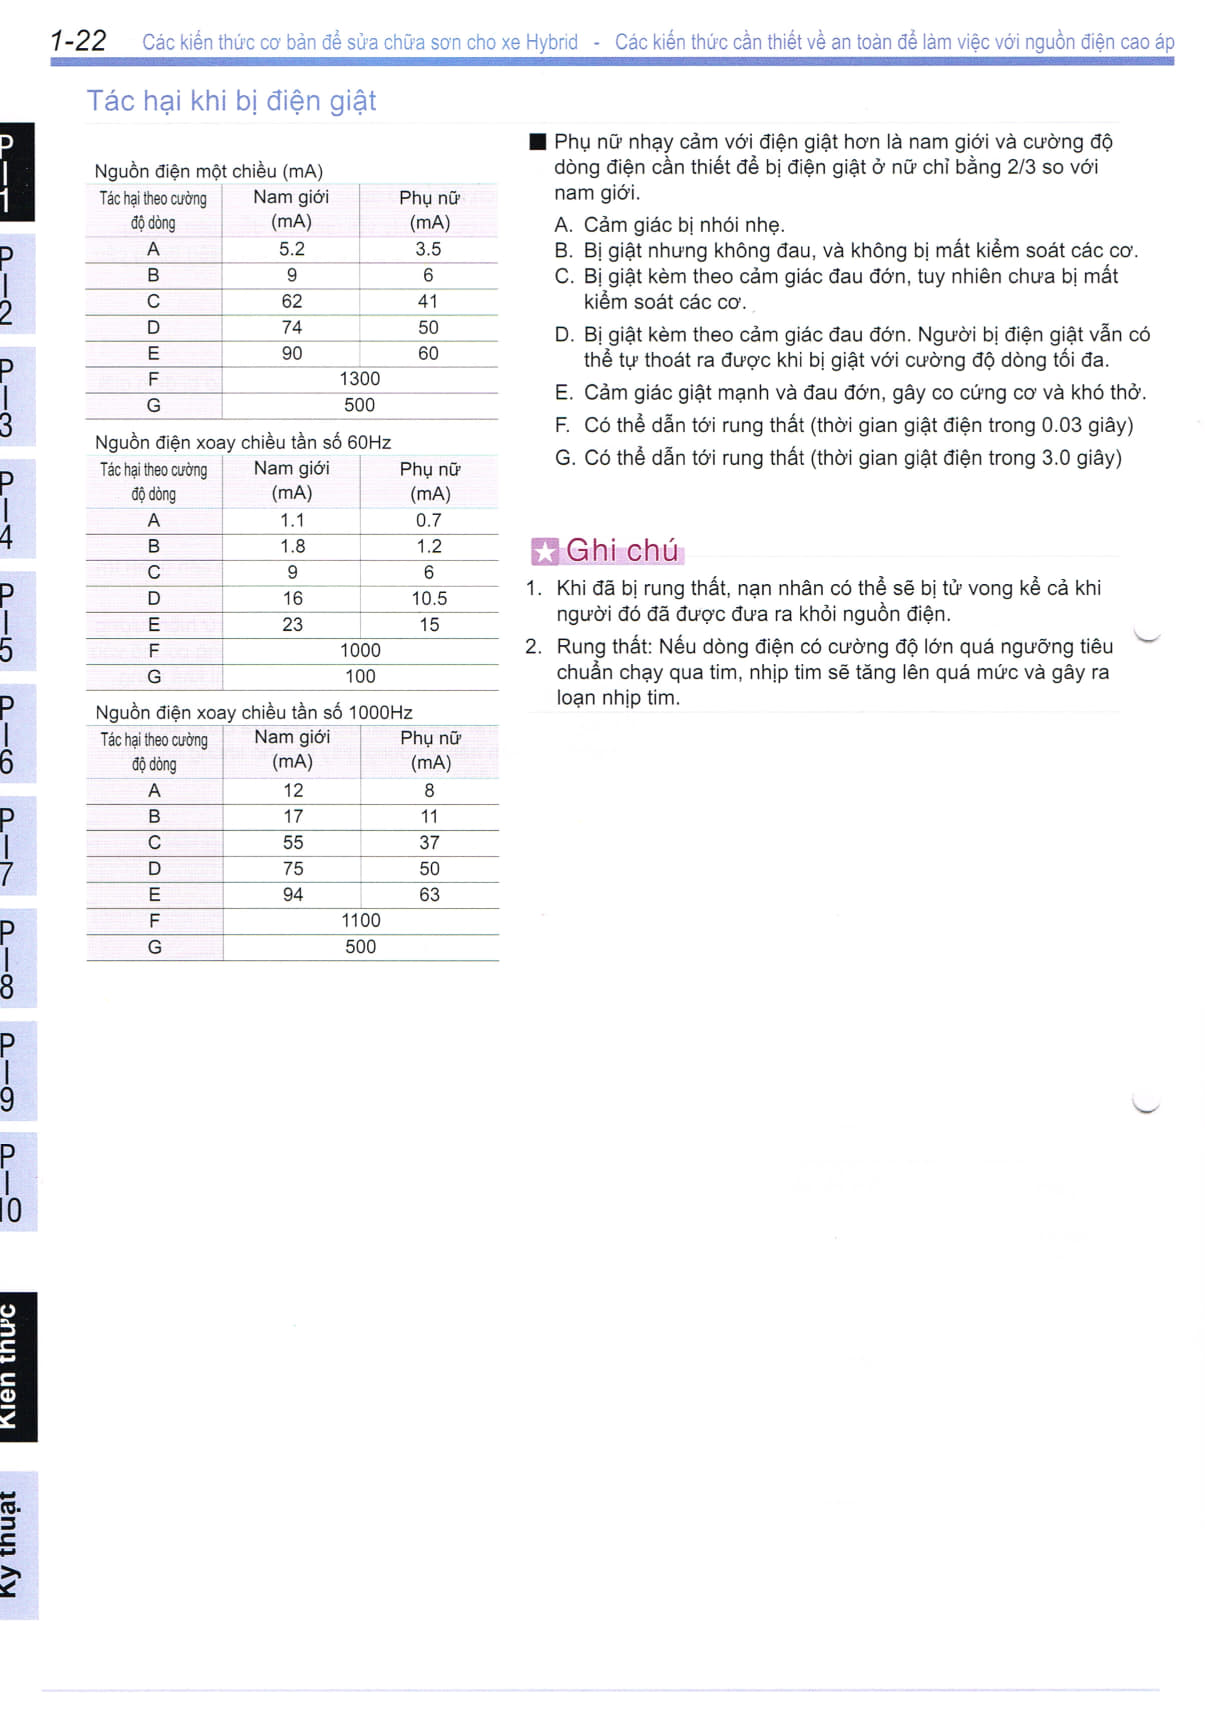 1-22 Các kiến thức cơ bản để sửa chữa sơn cho xe Hybrid - Các kiến thức cần thiết về an toàn để làm việc với nguồn điện cao áp
Tác hại khi bị điện giật
Nguồn điện một chiều (mA)
Tác hại theo cường độ dòng Nam giới (mA) Phụ nữ (mA)
A 5.2 3.5
B 9 6
C 62 41
D 74 50
E 90 60
F 1300
G 500
Nguồn điện xoay chiều tần số 60Hz
Tác hại theo cường độ dòng Nam giới (mA) Phụ nữ (mA)
A 1.1 0.7
B 1.8 1.2
C 9 6
D 16 10.5
E 23 15
F 1000
G 100
Nguồn điện xoay chiều tần số 1000Hz
Tác hại theo cường độ dòng Nam giới (mA) Phụ nữ (mA)
A 12 8
B 17 11
C 55 37
D 75 50
E 94 63
F 1100
G 500
■ Phụ nữ nhạy cảm với điện giật hơn là nam giới và cường độ
dòng điện cần thiết để bị điện giật ở nữ chỉ bằng 2/3 so với
nam giới.
A. Cảm giác bị nhói nhẹ.
B. Bị giật nhưng không đau, và không bị mất kiểm soát các cơ.
C. Bị giật kèm theo cảm giác đau đớn, tuy nhiên chưa bị mất
kiểm soát các cơ.
D. Bị giật kèm theo cảm giác đau đớn. Người bị điện giật vẫn có
thể tự thoát ra được khi bị giật với cường độ dòng tối đa.
E. Cảm giác giật mạnh và đau đớn, gây co cứng cơ và khó thở.
F. Có thể dẫn tới rung thất (thời gian giật điện trong 0.03 giây)
G. Có thể dẫn tới rung thất (thời gian giật điện trong 3.0 giây)
Ghi chú
1. Khi đã bị rung thất, nạn nhân có thể sẽ bị tử vong kể cả khi
người đó đã được đưa ra khỏi nguồn điện.
2. Rung thất: Nếu dòng điện có cường độ lớn quá ngưỡng tiêu
chuẩn chạy qua tim, nhịp tim sẽ tăng lên quá mức và gây ra
loạn nhịp tim.
P-1
P-2
P-3
P-4
P-5
P-6
P-7
P-8
P-9
P-10
Kiến thức
Kỹ thuật